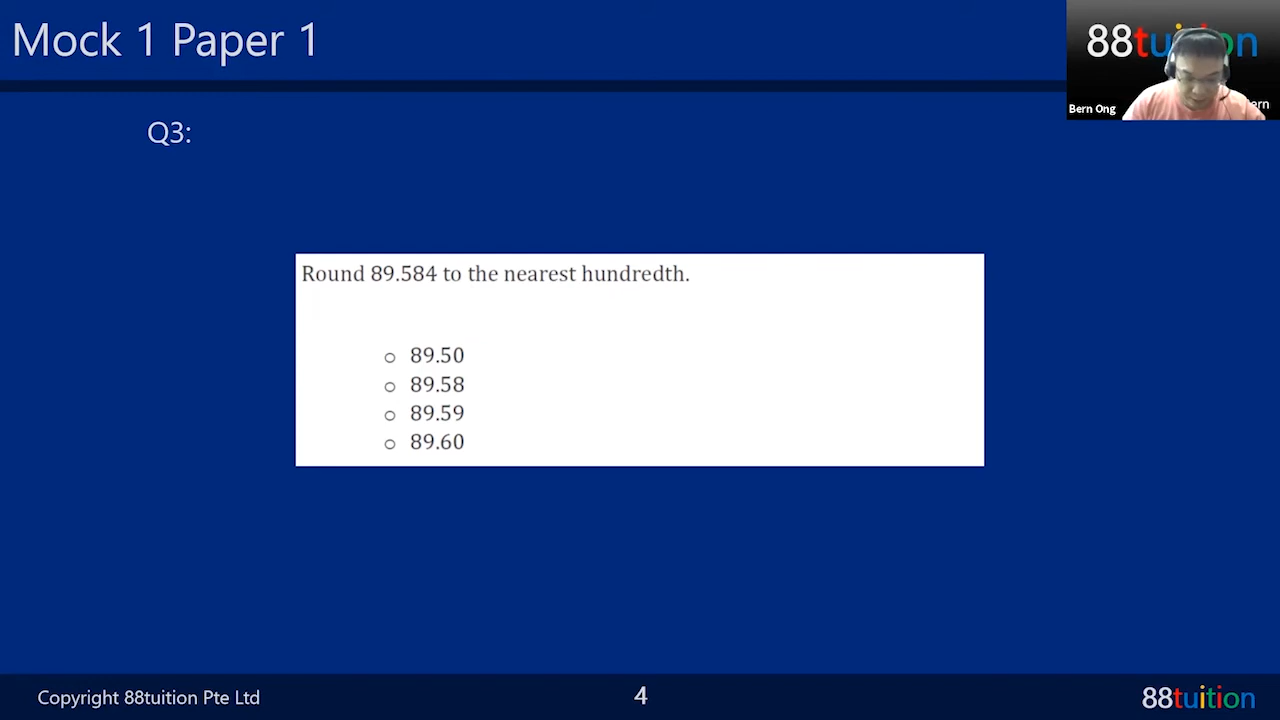 Mock 1 Paper 1
Bern Ong
Q3:
Round 89.584 to the nearest hundredth.
89.50
89.58
89.59
89.60
Copyright 88tuition Pte Ltd
4
88tuition